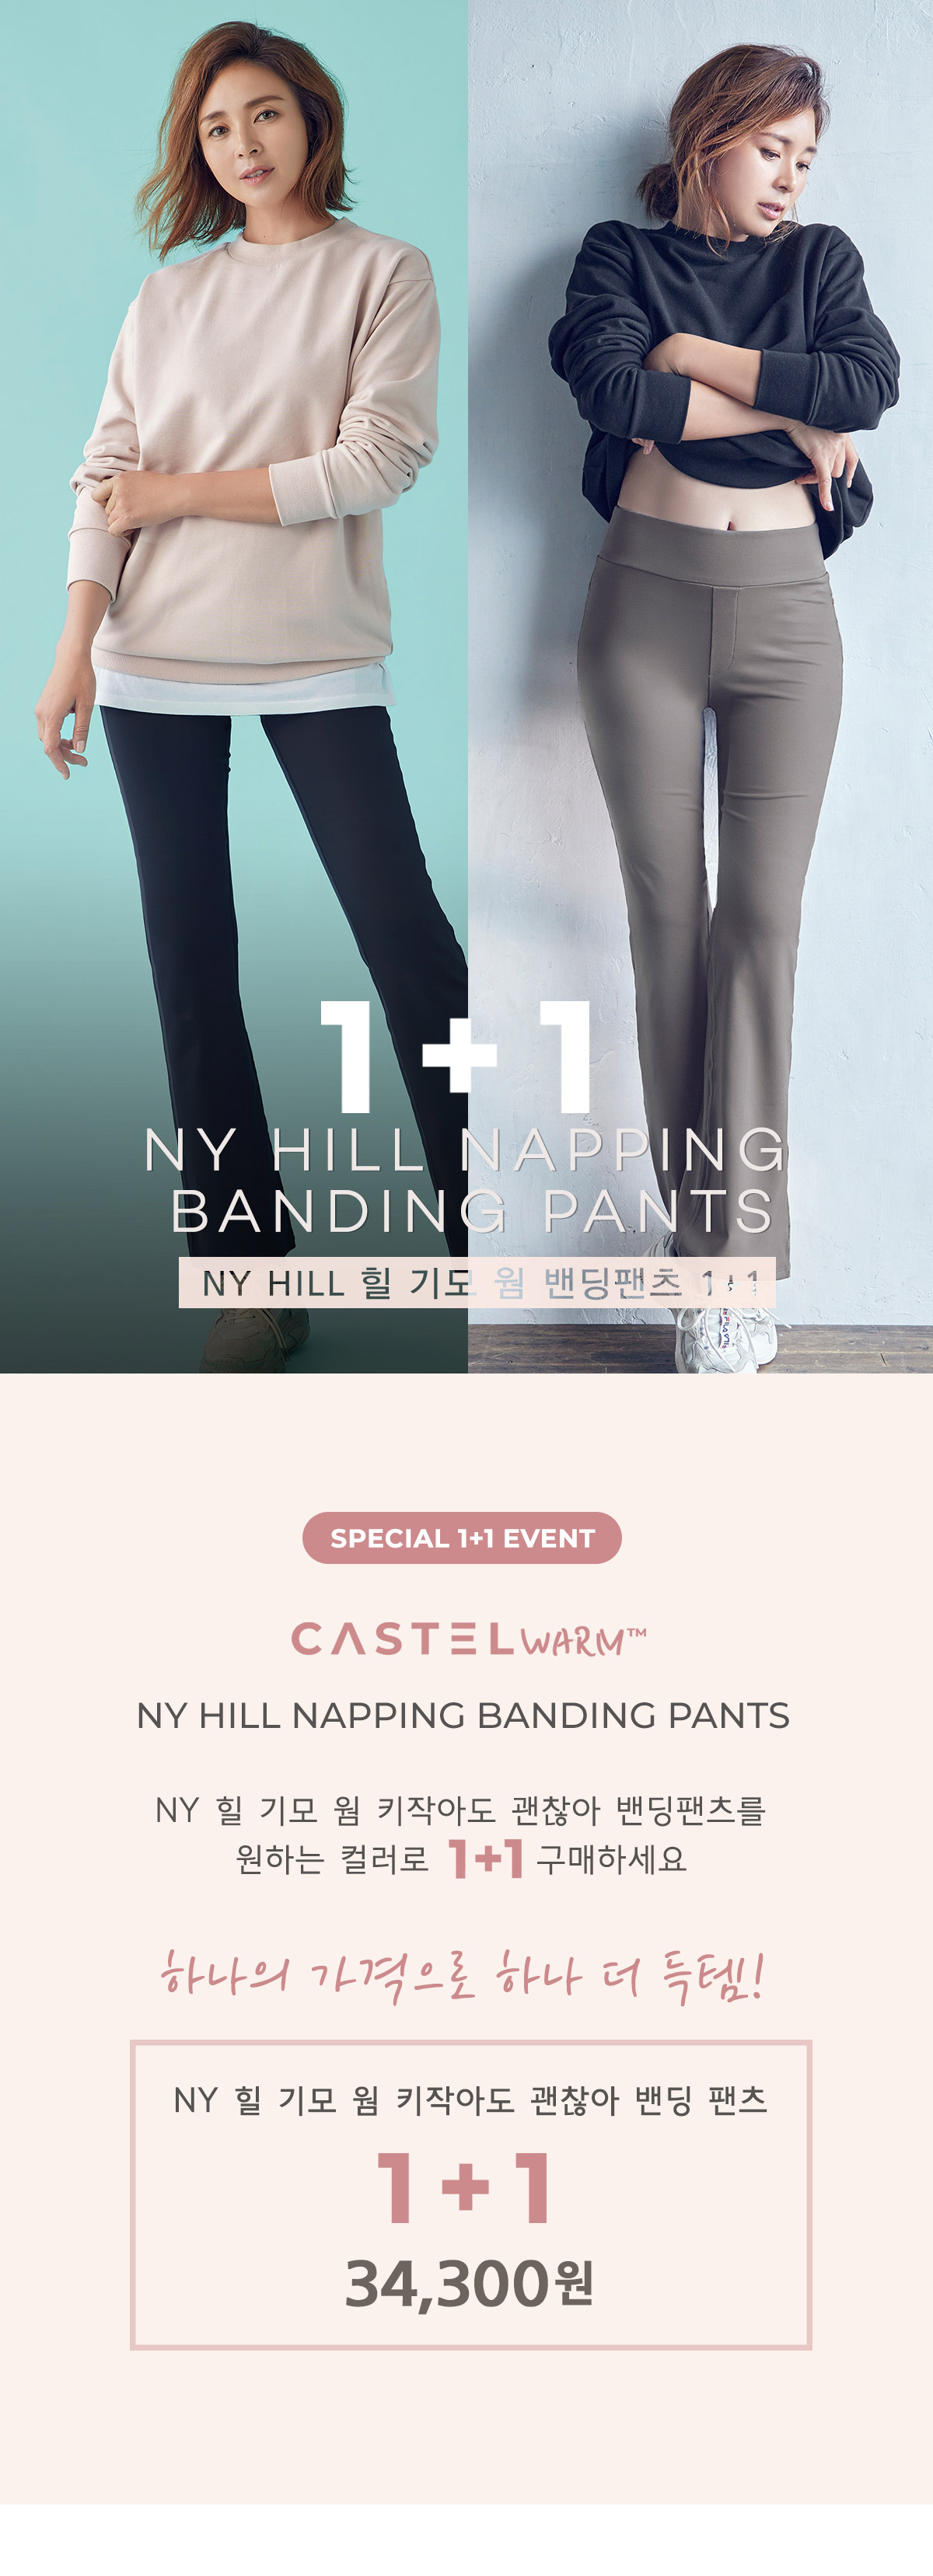 1+1
NY HILL NAPPING
BANDING PANTS
NY HILL 힐 기모 웜 밴딩팬츠 1+1
SPECIAL 1+1 EVENT
CASTEL WARM™
NY HILL NAPPING BANDING PANTS
NY 힐 기모 웜 키작아도 괜찮아 밴딩팬츠를
원하는 컬러로 1+1 구매하세요
하나의 가격으로 하나 더 득템!
NY 힐 기모 웜 키작아도 괜찮아 밴딩 팬츠
1+1
34,300원